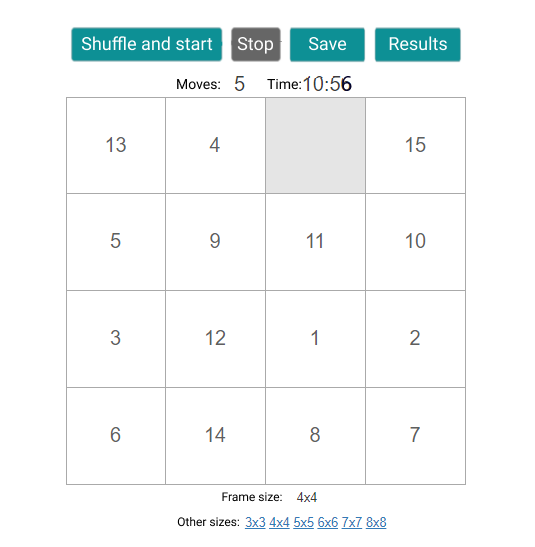 Shuffle and start Stop Save Results
Moves: 5 Time: 10:56
13 4 15
5 9 11 10
3 12 1 2
6 14 8 7
Frame size: 4x4
Other sizes: 3x3 4x4 5x5 6x6 7x7 8x8